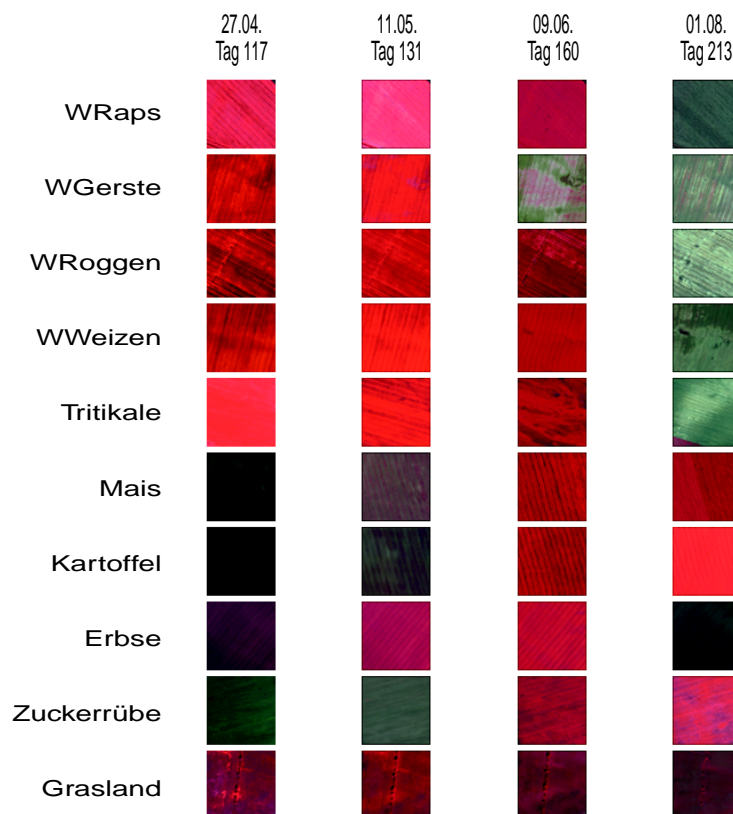 27.04. 11.05. 09.06. 01.08.
Tag 117 Tag 131 Tag 160 Tag 213
WRaps
WGerste
WRoggen
WWeizen
Tritikale
Mais
Kartoffel
Erbse
Zuckerrübe
Grasland